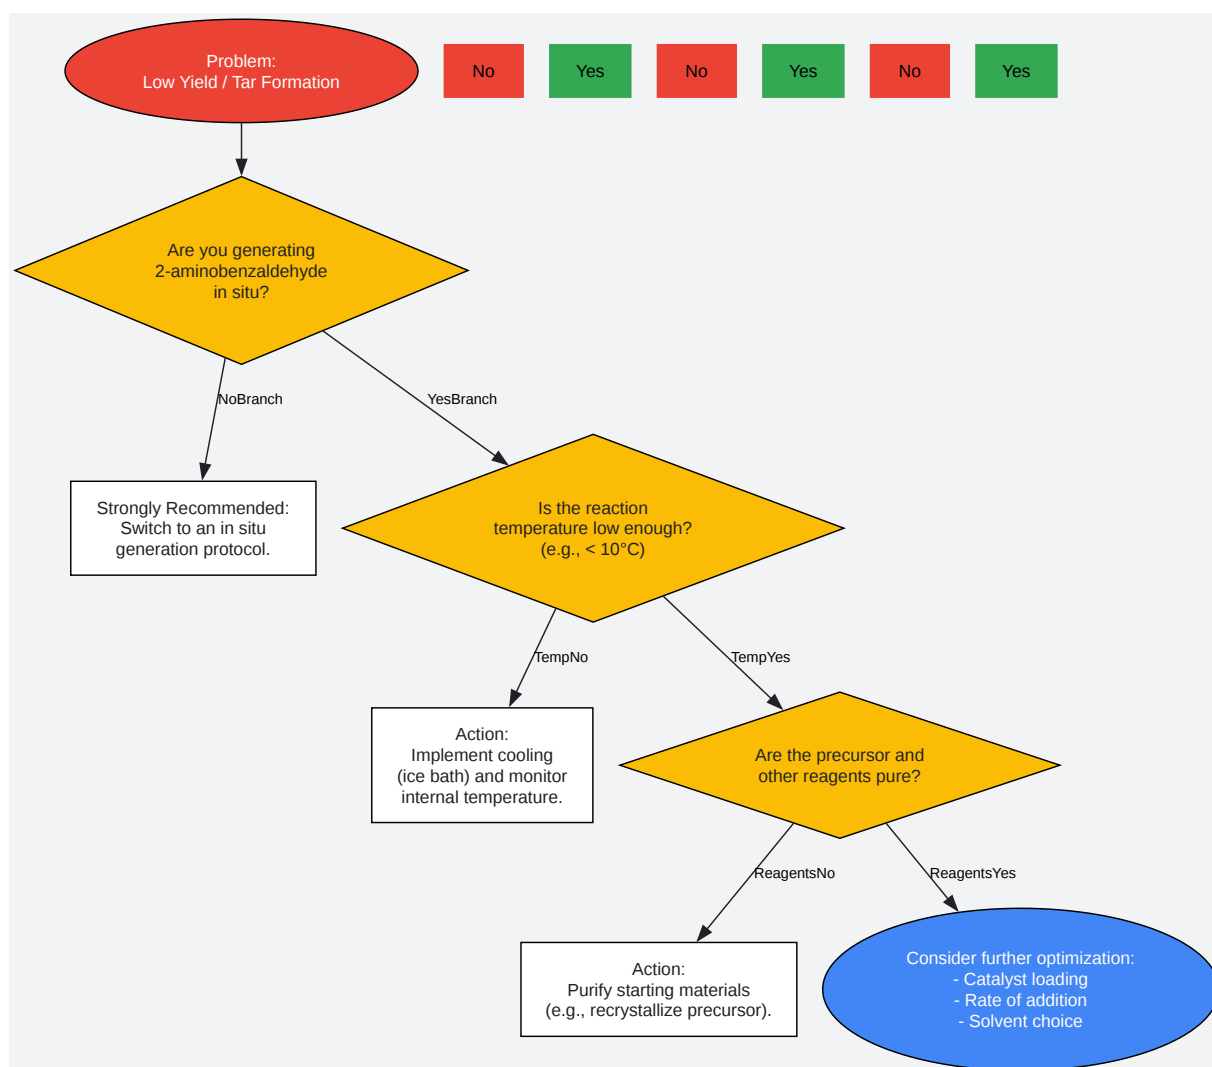 Problem:
Low Yield / Tar Formation
No
Yes
No
Yes
No
Yes
Are you generating
2-aminobenzaldehyde
in situ?
NoBranch
YesBranch
Strongly Recommended:
Switch to an in situ
generation protocol.
Is the reaction
temperature low enough?
(e.g., < 10°C)
TempNo
TempYes
Action:
Implement cooling
(ice bath) and monitor
internal temperature.
Are the precursor and
other reagents pure?
ReagentsNo
ReagentsYes
Action:
Purify starting materials
(e.g., recrystallize precursor).
Consider further optimization:
- Catalyst loading
- Rate of addition
- Solvent choice